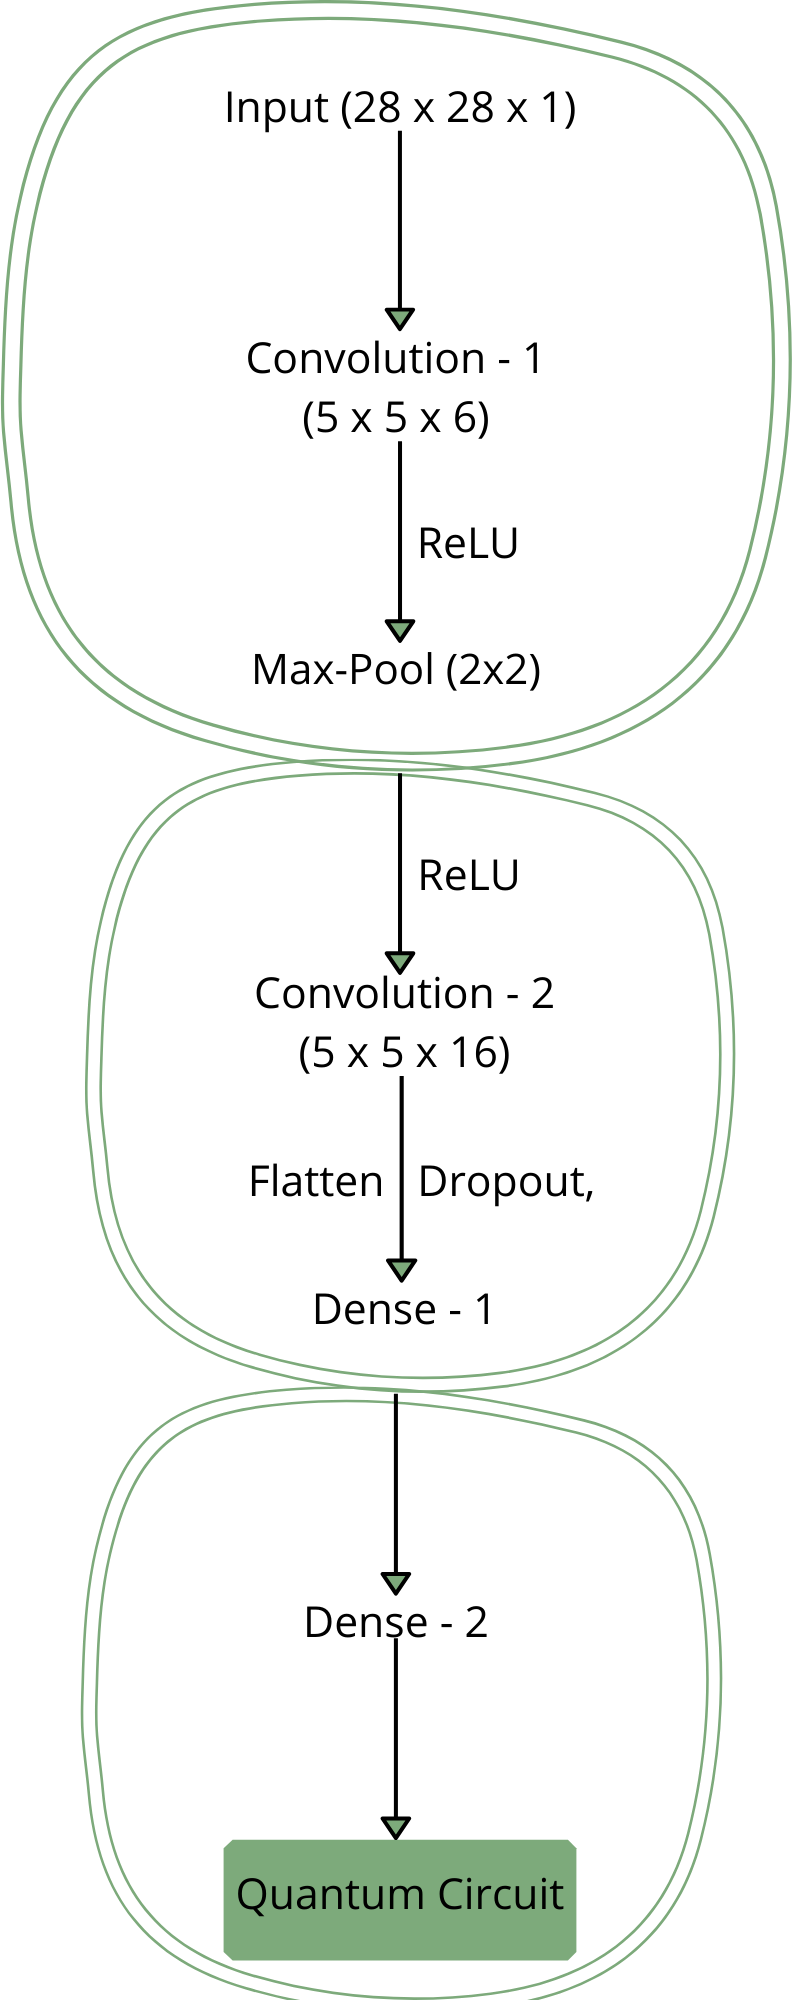 Input (28 x 28 x 1)
Convolution - 1
(5 x 5 x 6)
ReLU
Max-Pool (2x2)
ReLU
Convolution - 2
(5 x 5 x 16)
Flatten Dropout,
Dense - 1
Dense - 2
Quantum Circuit